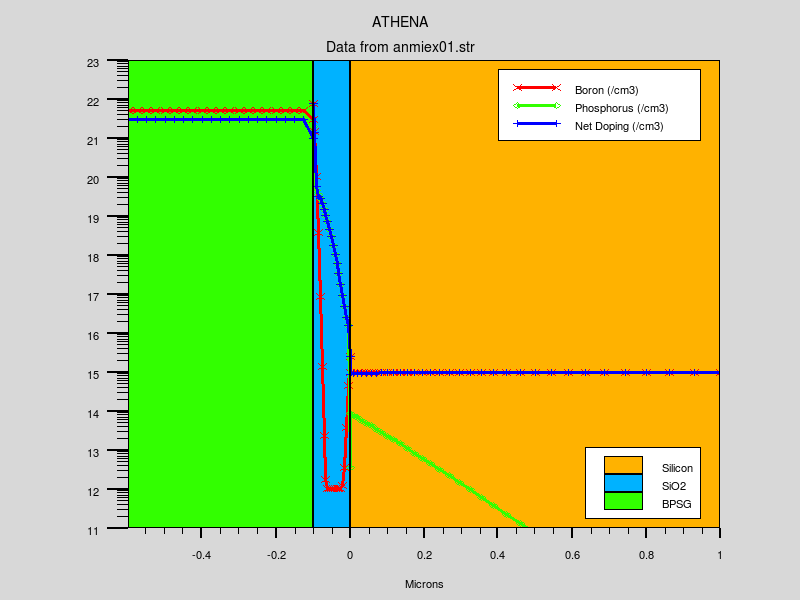 ATHENA
Data from anmiex01.str
23
22
21
20
19
18
17
16
15
14
13
12
11
Boron (/cm3)
Phosphorus (/cm3)
Net Doping (/cm3)
Silicon
SiO2
BPSG
-0.4 -0.2 0 0.2 0.4 0.6 0.8 1
Microns